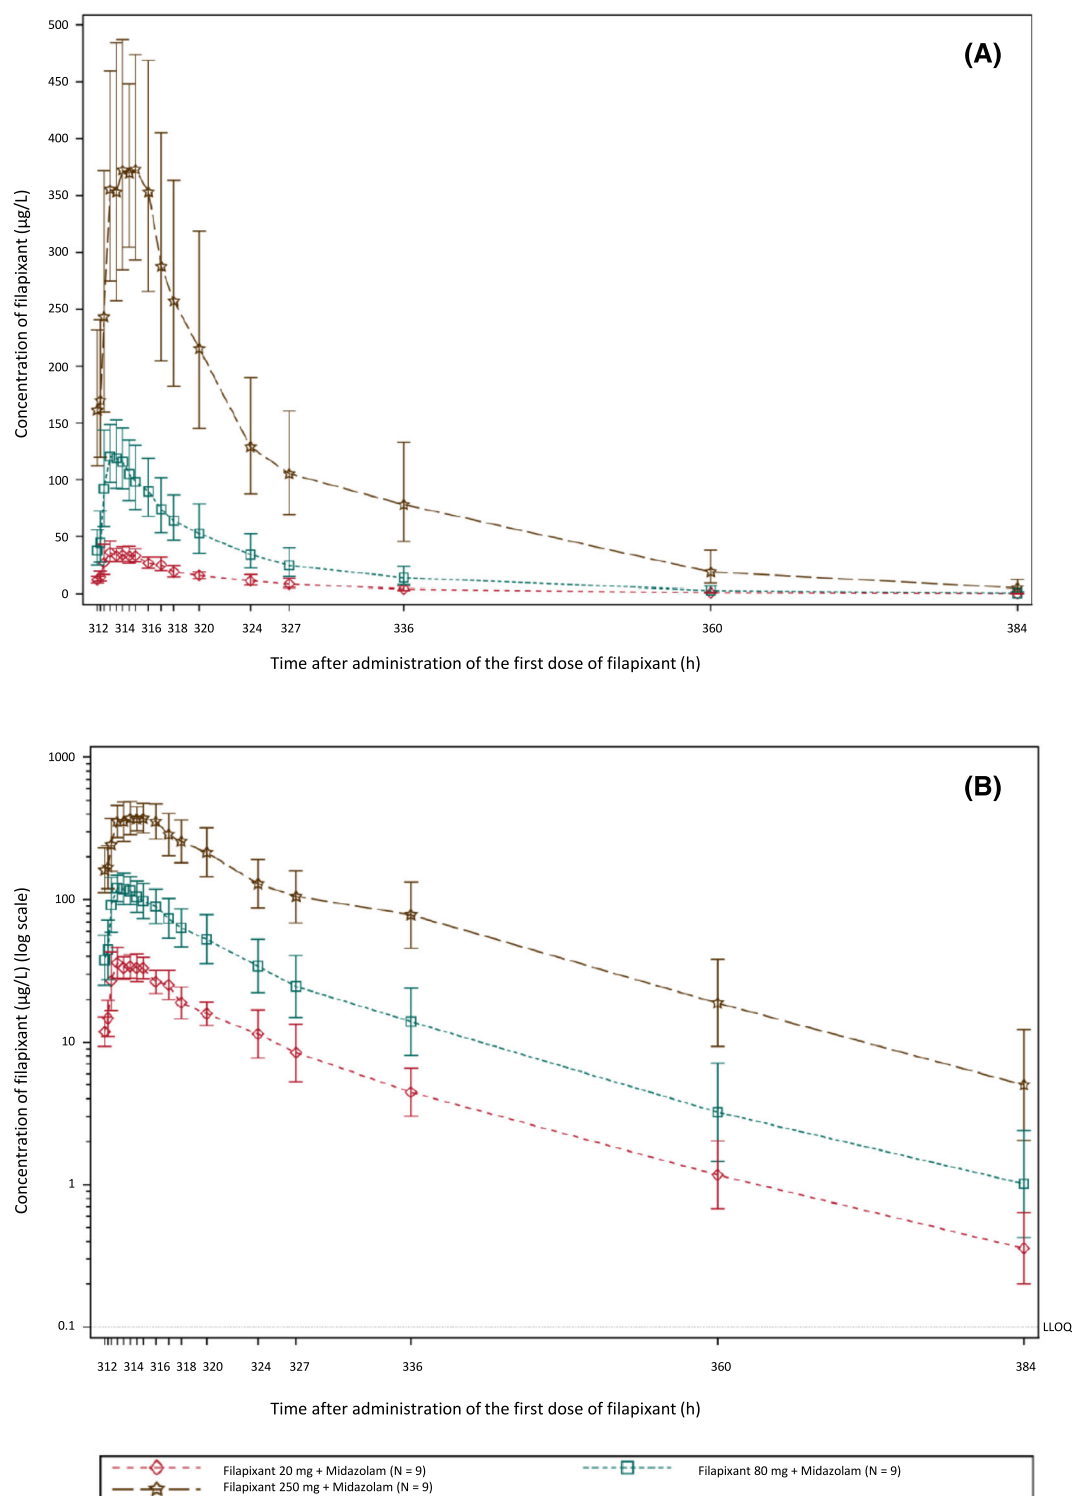 (A)
500
450
400
350
300
250
200
150
100
50
0
Concentration of filapixant (µg/L)
312 314 316 318 320 324 327 336 360 384
Time after administration of the first dose of filapixant (h)
(B)
1000
100
10
1
0.1
LLOQ
Concentration of filapixant (µg/L) (log scale)
312 314 316 318 320 324 327 336 360 384
Time after administration of the first dose of filapixant (h)
Filapixant 20 mg + Midazolam (N = 9) Filapixant 80 mg + Midazolam (N = 9)
Filapixant 250 mg + Midazolam (N = 9)